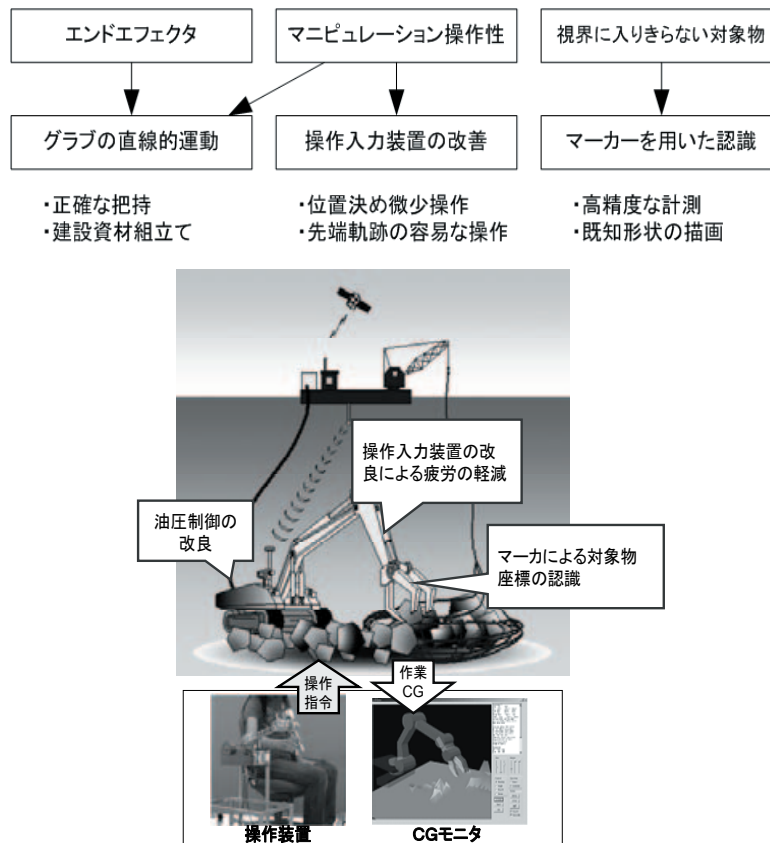 エンドエフェクタ
マニピュレーション操作性
視界に入りきらない対象物
グラブの直線的運動
操作入力装置の改善
マーカーを用いた認識
・正確な把持
・建設資材組立て
・位置決め微少操作
・先端軌跡の容易な操作
・高精度な計測
・既知形状の描画
操作入力装置の改
良による疲労の軽減
油圧制御の
改良
マーカによる対象物
座標の認識
操作
指令
作業
CG
操作装置
CGモニタ